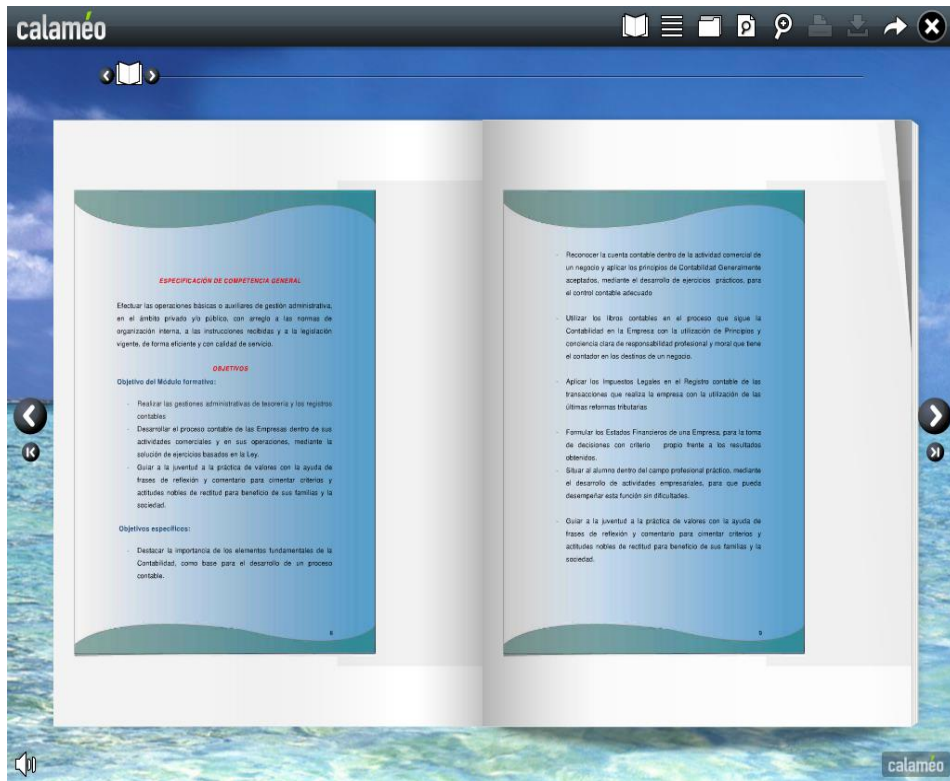 calaméo
ESPECIFICACIÓN DE COMPETENCIA GENERAL
Efectuar las operaciones básicas o auxiliares de gestión administrativa,
en el ámbito privado y/o público, con arreglo a las normas de
organización interna, a las instrucciones recibidas y a la legislación
vigente, de forma eficiente y con calidad de servicio.
OBJETIVOS
Objetivo del Módulo formativo:
- Realizar las gestiones administrativas de tesorería y los registros
contables
- Desarrollar el proceso contable de las Empresas dentro de sus
actividades comerciales y en sus operaciones, mediante la
solución de ejercicios basados en la Ley.
- Guiar a la juventud a la práctica de valores con la ayuda de
frases de reflexión y comentario para cimentar criterios y
actitudes nobles de rectitud para beneficio de sus familias y la
sociedad.
Objetivos específicos:
- Destacar la importancia de los elementos fundamentales de la
Contabilidad, como base para el desarrollo de un proceso
contable.
8
- Reconocer la cuenta contable dentro de la actividad comercial de
un negocio y aplicar los principios de Contabilidad Generalmente
aceptados, mediante el desarrollo de ejercicios prácticos, para
el control contable adecuado
- Utilizar los libros contables en el proceso que sigue la
Contabilidad en la Empresa con la utilización de Principios y
conciencia clara de responsabilidad profesional y moral que tiene
el contador en los destinos de un negocio.
- Aplicar los Impuestos Legales en el Registro contable de las
transacciones que realiza la empresa con la utilización de las
últimas reformas tributarias
- Formular los Estados Financieros de una Empresa, para la toma
de decisiones con criterio propio frente a los resultados
obtenidos.
- Situar al alumno dentro del campo profesional práctico, mediante
el desarrollo de actividades empresariales, para que pueda
desempeñar esta función sin dificultades.
- Guiar a la juventud a la práctica de valores con la ayuda de
frases de reflexión y comentario para cimentar criterios y
actitudes nobles de rectitud para beneficio de sus familias y la
sociedad.
9
calaméo